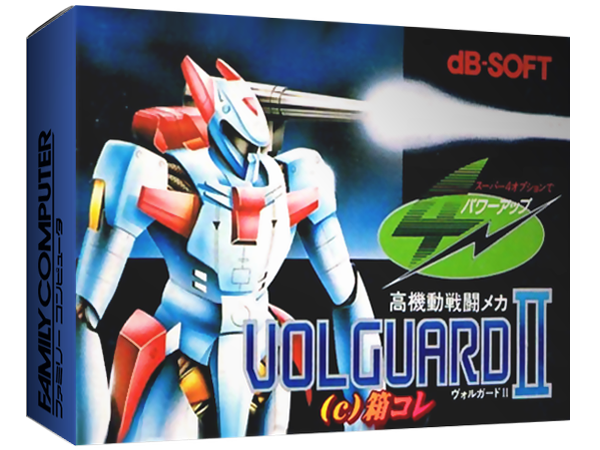 dB-SOFT
スーパー4オプションで
パワーアップ
4
高機動戦闘メカ
VOLGUARD II
ヴォルガードII
(c)箱コレ
FAMILY COMPUTER
ファミリー コンピュータ